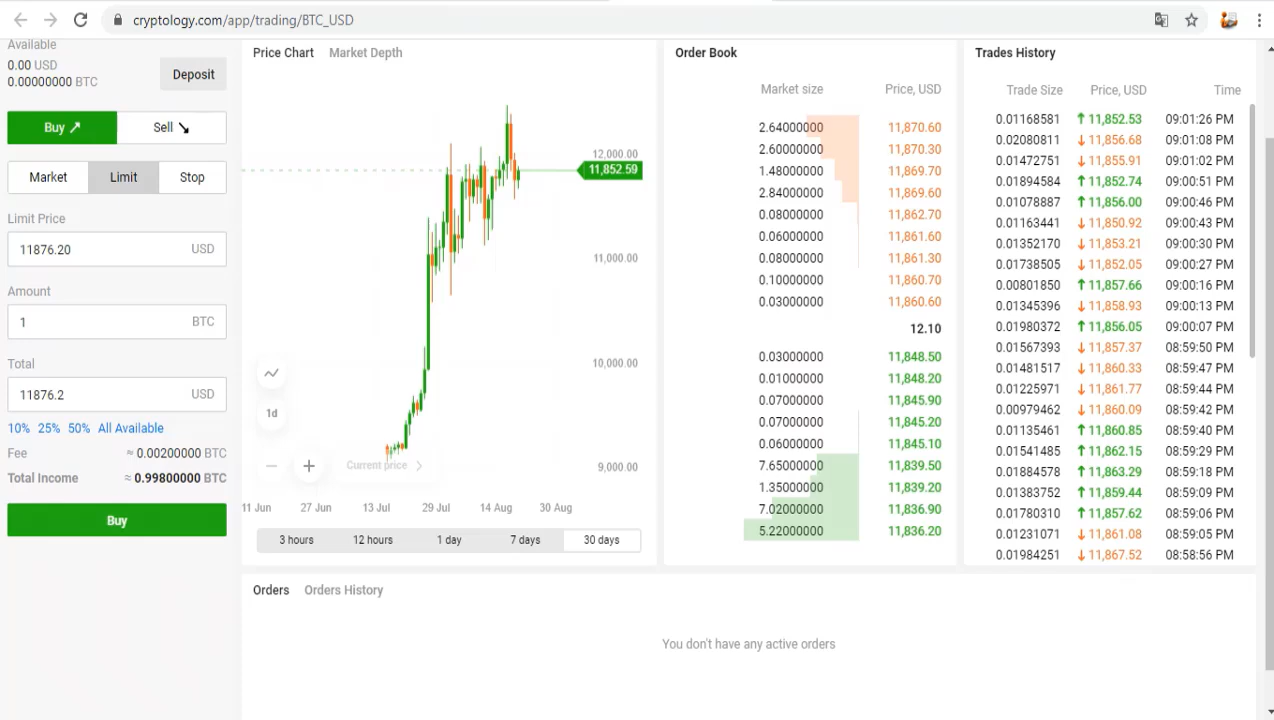 cryptology.com/app/trading/BTC_USD
Available
0.00 USD
0.00000000 BTC
Deposit
Buy ↗
Sell ↘
Market Limit Stop
Limit Price
11876.20 USD
Amount
1 BTC
Total
11876.2 USD
10% 25% 50% All Available
Fee ≈ 0.00200000 BTC
Total Income ≈ 0.99800000 BTC
Buy
Price Chart Market Depth
12,000.00
11,852.59
11,000.00
10,000.00
9,000.00
1d
− + Current price >
11 Jun 27 Jun 13 Jul 29 Jul 14 Aug 30 Aug
3 hours 12 hours 1 day 7 days 30 days
Order Book
Market size Price, USD
2.64000000 11,870.60
2.60000000 11,870.30
1.48000000 11,869.70
2.84000000 11,869.60
0.08000000 11,862.70
0.06000000 11,861.60
0.08000000 11,861.30
0.10000000 11,860.70
0.03000000 11,860.60
12.10
0.03000000 11,848.50
0.01000000 11,848.20
0.07000000 11,845.90
0.07000000 11,845.20
0.06000000 11,845.10
7.65000000 11,839.50
1.35000000 11,839.20
7.02000000 11,836.90
5.22000000 11,836.20
Trades History
Trade Size Price, USD Time
0.01168581 ↑ 11,852.53 09:01:26 PM
0.02080811 ↓ 11,856.68 09:01:08 PM
0.01472751 ↓ 11,855.91 09:01:02 PM
0.01894584 ↑ 11,852.74 09:00:51 PM
0.01078887 ↑ 11,856.00 09:00:46 PM
0.01163441 ↓ 11,850.92 09:00:43 PM
0.01352170 ↓ 11,853.21 09:00:30 PM
0.01738505 ↓ 11,852.05 09:00:27 PM
0.00801850 ↑ 11,857.66 09:00:16 PM
0.01345396 ↓ 11,858.93 09:00:13 PM
0.01980372 ↑ 11,856.05 09:00:07 PM
0.01567393 ↓ 11,857.37 08:59:50 PM
0.01481517 ↓ 11,860.33 08:59:47 PM
0.01225971 ↓ 11,861.77 08:59:44 PM
0.00979462 ↓ 11,860.09 08:59:42 PM
0.01135461 ↑ 11,860.85 08:59:40 PM
0.01541485 ↑ 11,862.15 08:59:29 PM
0.01884578 ↑ 11,863.29 08:59:18 PM
0.01383752 ↑ 11,859.44 08:59:09 PM
0.01780310 ↑ 11,857.62 08:59:06 PM
0.01231071 ↓ 11,861.08 08:59:05 PM
0.01984251 ↓ 11,867.52 08:58:56 PM
Orders Orders History
You don't have any active orders